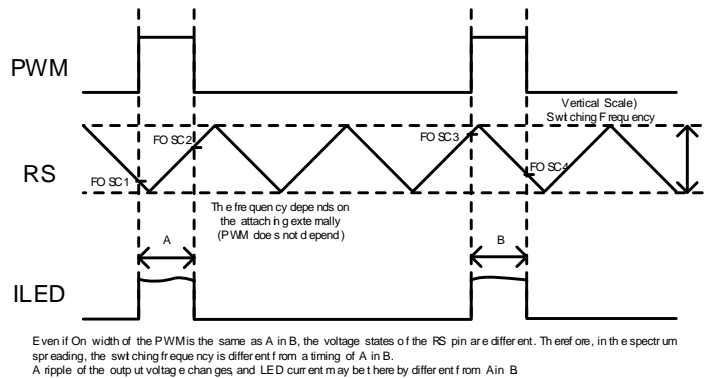 PWM
Vertical Scale)
Switching Frequency
FOSC2
FOSC3
RS
FOSC1
FOSC4
The frequency depends on
the attaching externally
(PWM does not depend)
A
B
ILED
Even if On width of the PWM is the same as A in B, the voltage states of the RS pin are different. Therefore, in the spectrum
spreading, the switching frequency is different from a timing of A in B.
A ripple of the output voltage changes, and LED current may be thereby different from A in B